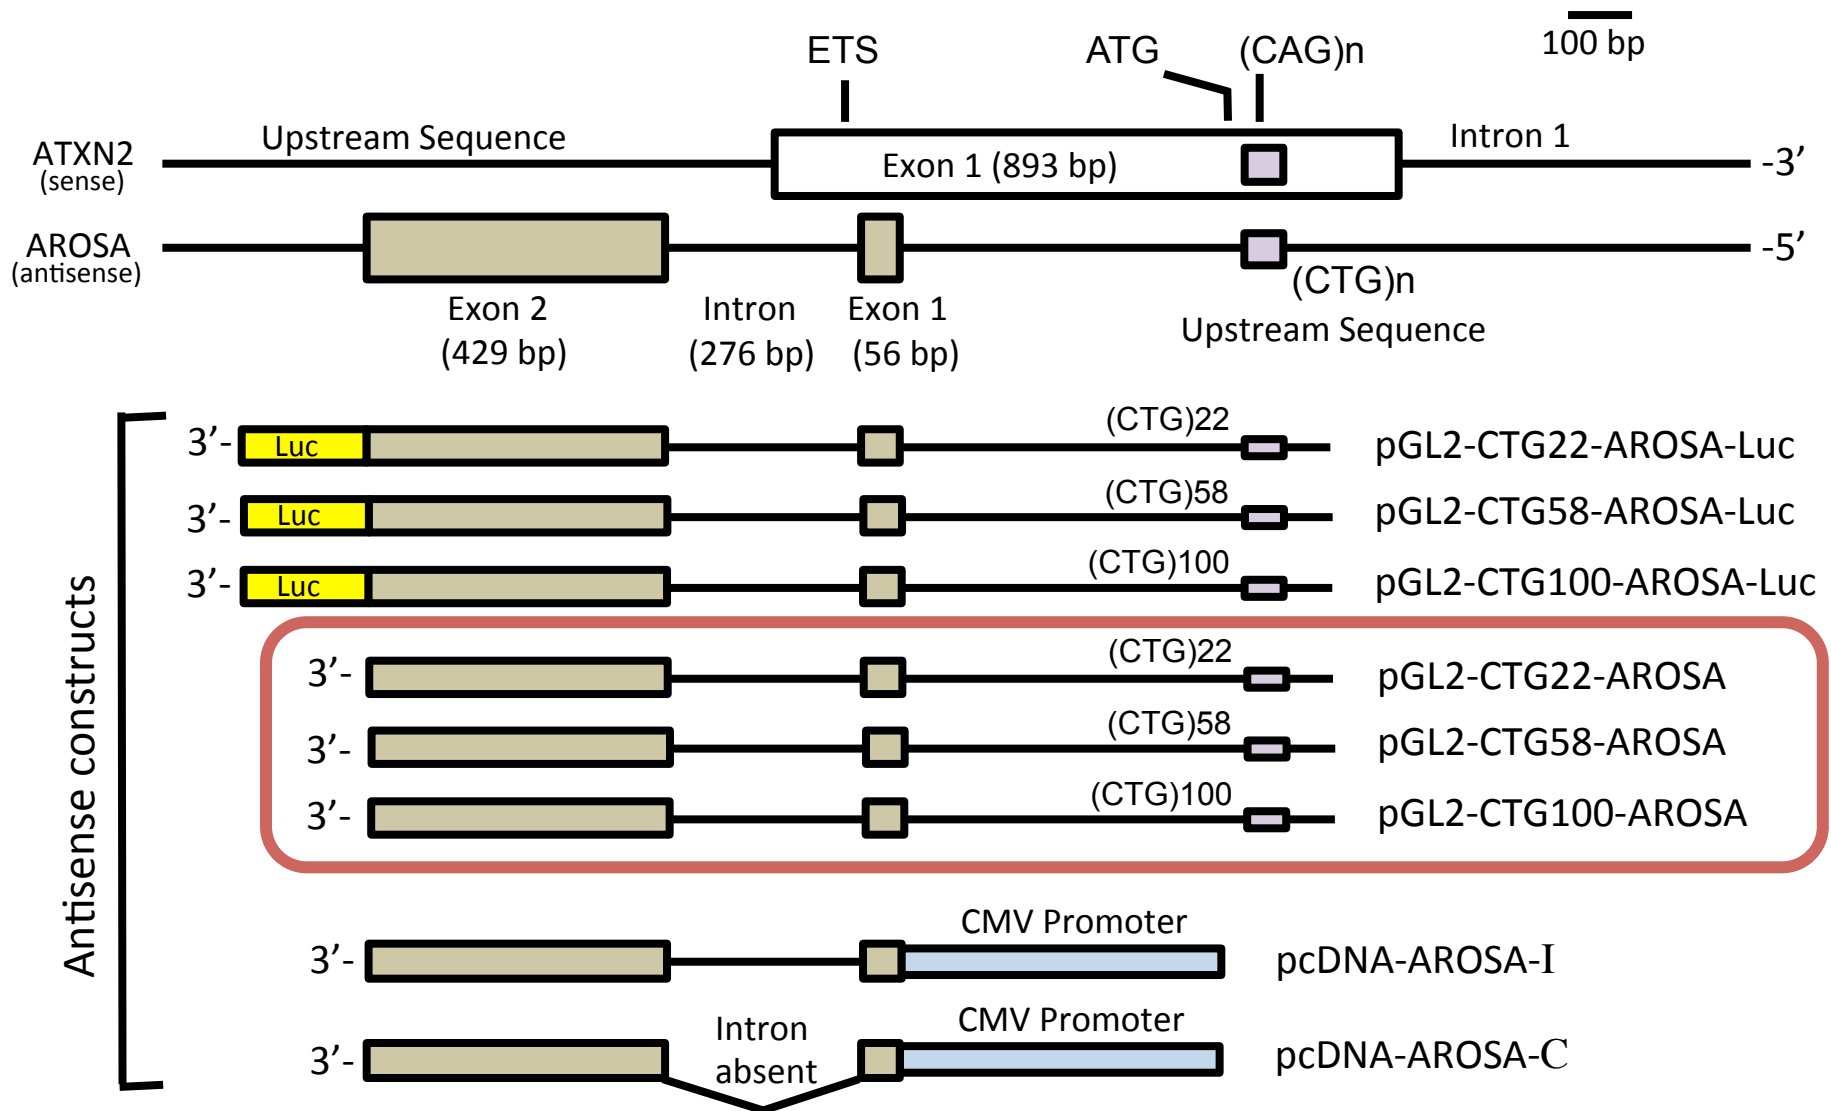 100 bp
ETS
ATG
(CAG)n
Upstream Sequence
Intron 1
ATXN2
(sense)
Exon 1 (893 bp)
-3’
AROSA
(antisense)
-5’
(CTG)n
Exon 2
(429 bp)
Intron
(276 bp)
Exon 1
(56 bp)
Upstream Sequence
Antisense constructs
3’-
Luc
(CTG)22
pGL2-CTG22-AROSA-Luc
3’-
Luc
(CTG)58
pGL2-CTG58-AROSA-Luc
3’-
Luc
(CTG)100
pGL2-CTG100-AROSA-Luc
3’-
(CTG)22
pGL2-CTG22-AROSA
3’-
(CTG)58
pGL2-CTG58-AROSA
3’-
(CTG)100
pGL2-CTG100-AROSA
CMV Promoter
3’-
pcDNA-AROSA-I
CMV Promoter
3’-
Intron
absent
pcDNA-AROSA-C